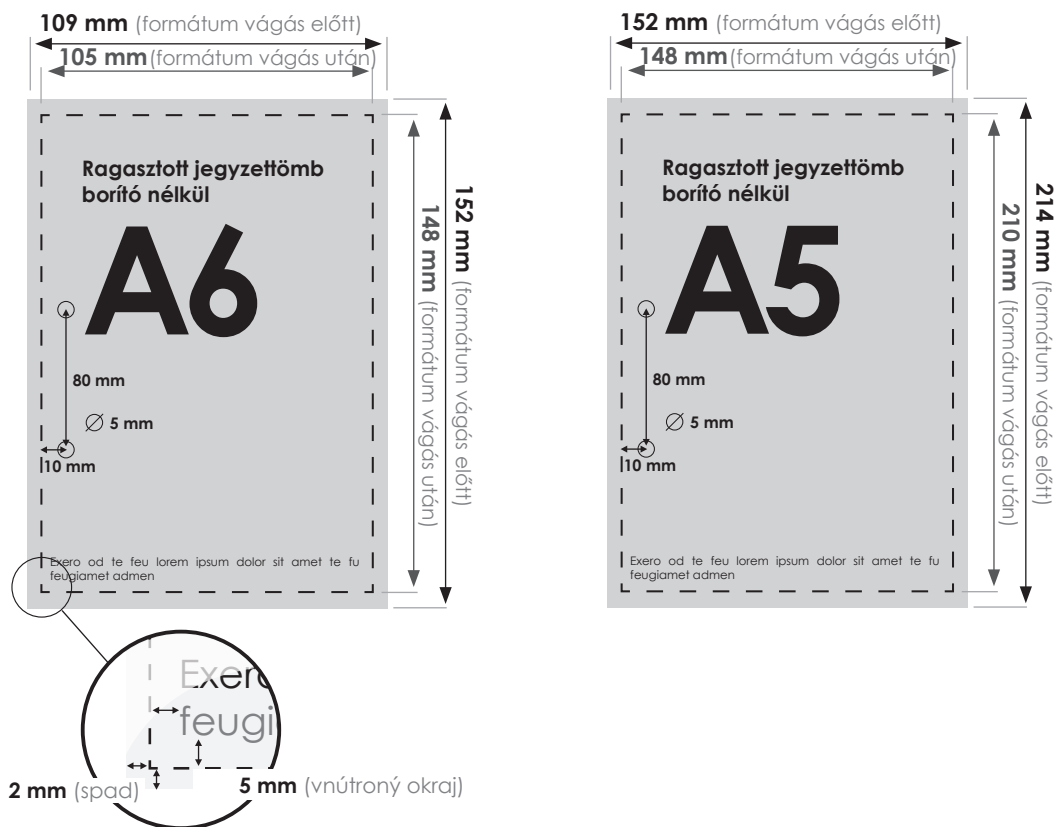 109 mm (formátum vágás előtt)
105 mm (formátum vágás után)
Ragasztott jegyzettömb
borító nélkül
A6
80 mm
5 mm
10 mm
148 mm (formátum vágás után)
152 mm (formátum vágás előtt)
Exero od te feu lorem ipsum dolor sit amet te fu
feugiamet admen
Exero
feugi
2 mm (spad)
5 mm (vnútroný okraj)
152 mm (formátum vágás előtt)
148 mm (formátum vágás után)
Ragasztott jegyzettömb
borító nélkül
A5
80 mm
5 mm
10 mm
210 mm (formátum vágás után)
214 mm (formátum vágás előtt)
Exero od te feu lorem ipsum dolor sit amet te fu
feugiamet admen